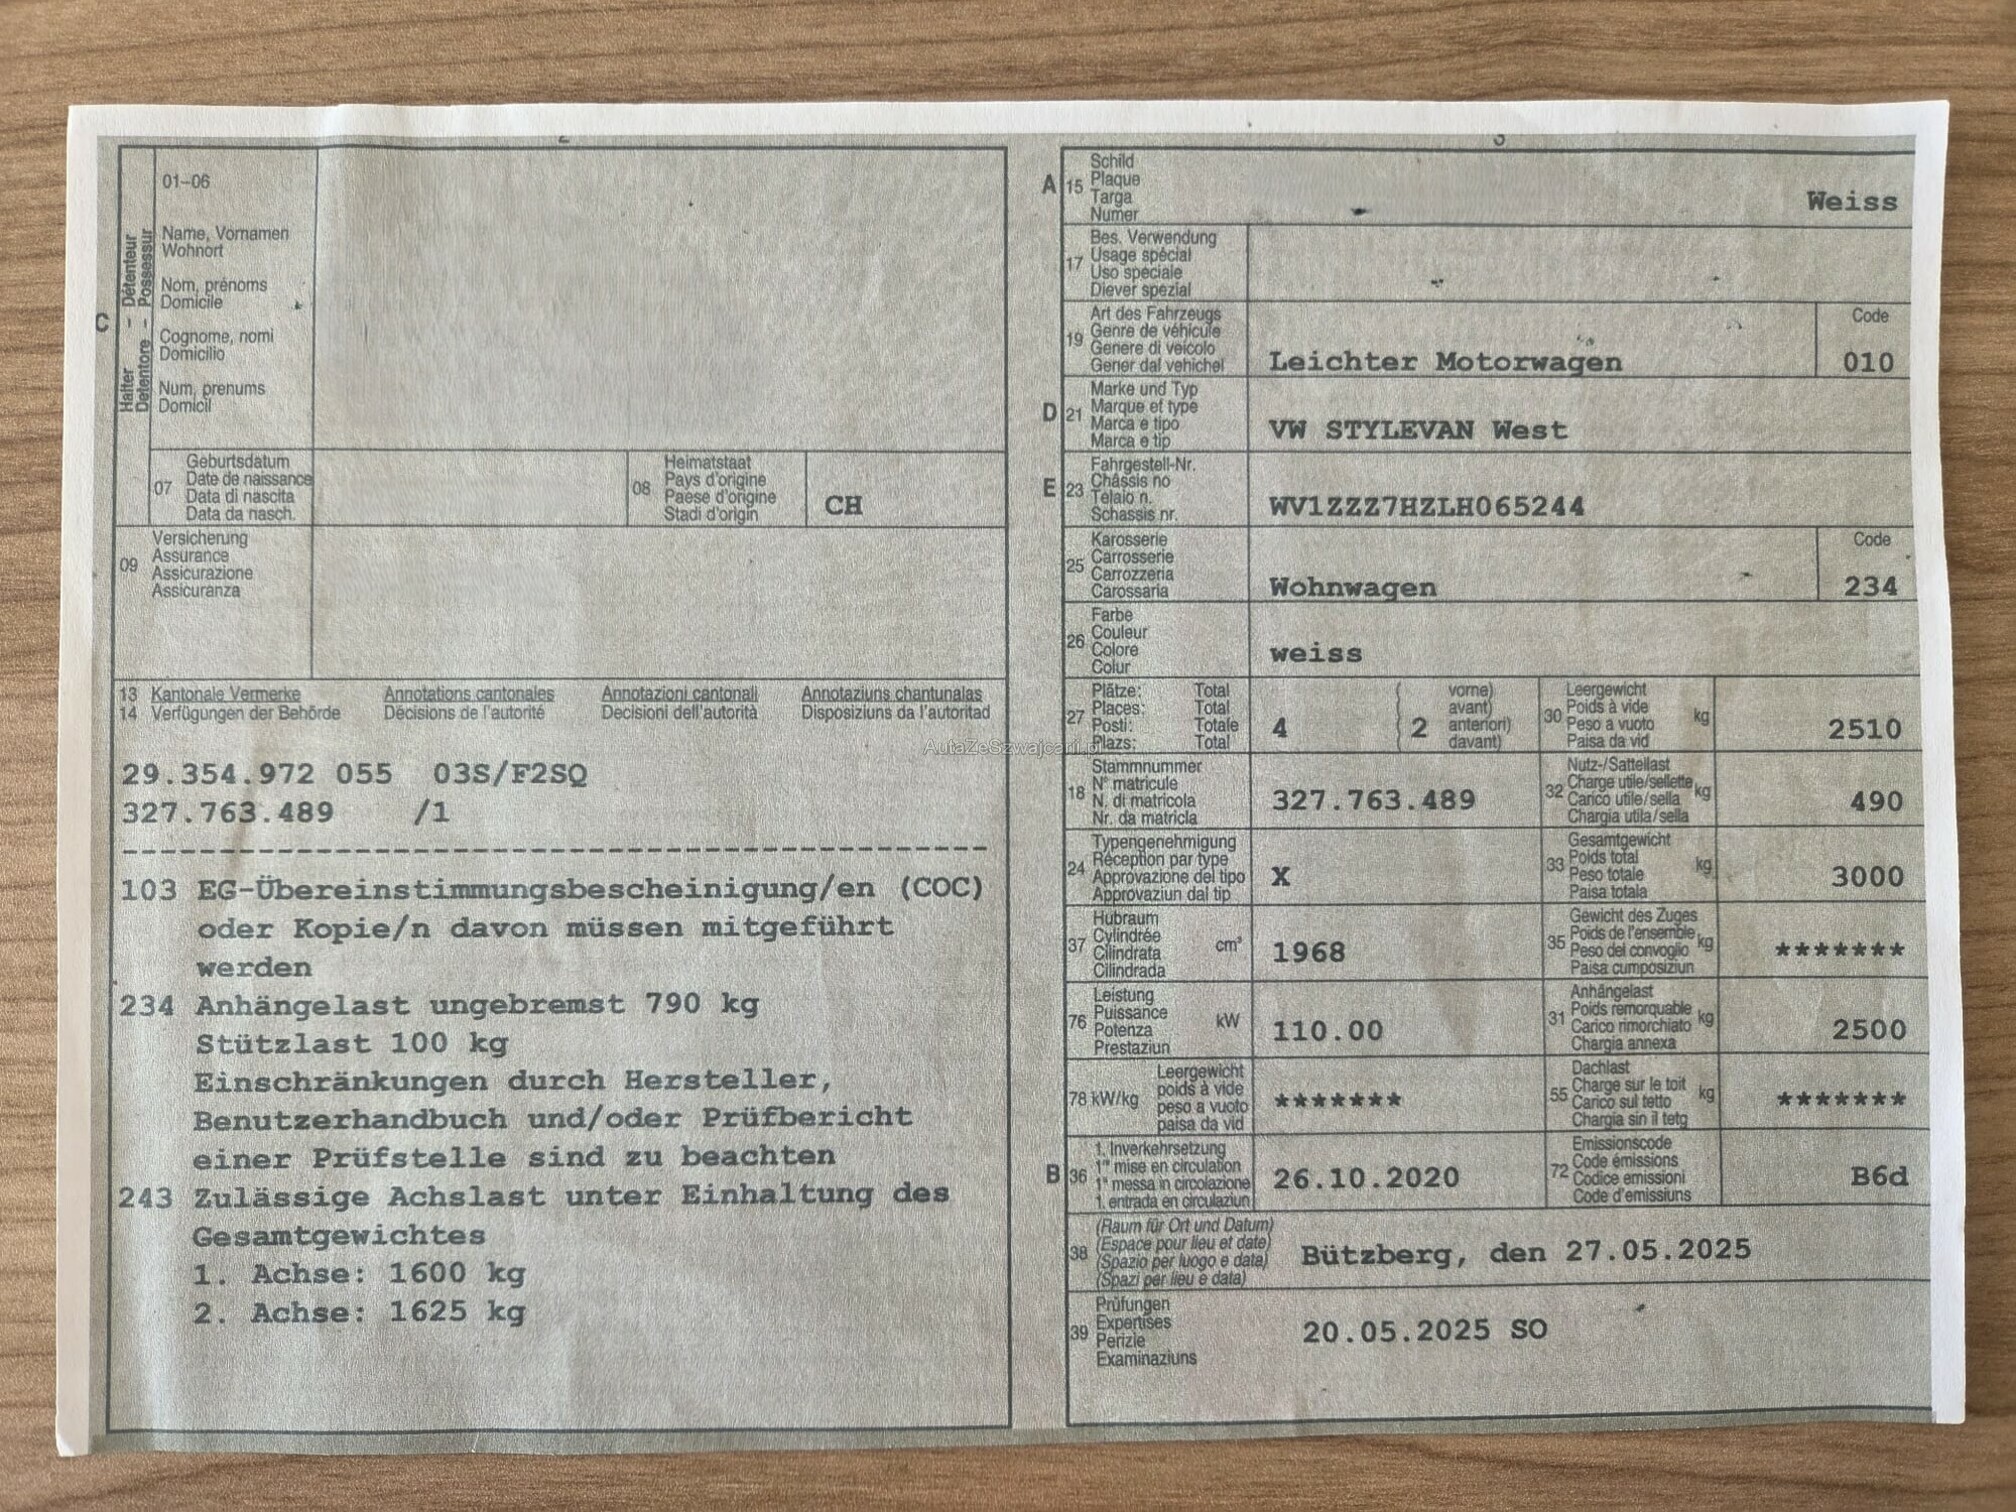 01–06
Name, Vornamen
Wohnort
Nom, prénoms
Domicile
Cognome, nomi
Domicilio
Num, prenums
Domicil
C
Halter - Détenteur
Detentore - Possessur
07
Geburtsdatum
Date de naissance
Data di nascita
Data da nasch.
08
Heimatstaat
Pays d'origine
Paese d'origine
Stadi d'origin
CH
09
Versicherung
Assurance
Assicurazione
Assicuranza
13 Kantonale Vermerke Annotations cantonales Annotazioni cantonali Annotaziuns chantunalas
14 Verfügungen der Behörde Décisions de l'autorité Decisioni dell'autorità Disposiziuns da l'autoritad
29.354.972 055 03S/F2SQ
327.763.489 /1
103 EG-Übereinstimmungsbescheinigung/en (COC)
oder Kopie/n davon müssen mitgeführt
werden
234 Anhängelast ungebremst 790 kg
Stützlast 100 kg
Einschränkungen durch Hersteller,
Benutzerhandbuch und/oder Prüfbericht
einer Prüfstelle sind zu beachten
243 Zulässige Achslast unter Einhaltung des
Gesamtgewichtes
1. Achse: 1600 kg
2. Achse: 1625 kg
AutaZeSzwajcarii.pl
A 15
Schild
Plaque
Targa
Numer
Weiss
17
Bes. Verwendung
Usage spécial
Uso speciale
Diever spezial
19
Art des Fahrzeugs
Genre de véhicule
Genere di veicolo
Gener dal vehichel
Leichter Motorwagen
Code
010
D 21
Marke und Typ
Marque et type
Marca e tipo
Marca e tip
VW STYLEVAN West
E 23
Fahrgestell-Nr.
Châssis no
Telaio n.
Schassis nr.
WV1ZZZ7HZLH065244
25
Karosserie
Carrosserie
Carrozzeria
Carossaria
Wohnwagen
Code
234
26
Farbe
Couleur
Colore
Colur
weiss
27
Plätze: Total
Places: Total
Posti: Totale
Plazs: Total
4
( 2
vorne)
avant)
anteriori)
davant)
30
Leergewicht
Poids à vide
Peso a vuoto
Paisa da vid
kg
2510
18
Stammnummer
N° matricule
N. di matricola
Nr. da matricla
327.763.489
32
Nutz-/Sattellast
Charge utile/sellette
Carico utile/sella
Chargia utila/sella
kg
490
24
Typengenehmigung
Réception par type
Approvazione del tipo
Approvaziun dal tip
X
33
Gesamtgewicht
Poids total
Peso totale
Paisa totala
kg
3000
37
Hubraum
Cylindrée
Cilindrata
Cilindrada
cm³
1968
35
Gewicht des Zuges
Poids de l'ensemble
Peso del convoglio
Paisa cumposiziun
kg
*******
76
Leistung
Puissance
Potenza
Prestaziun
kW
110.00
31
Anhängelast
Poids remorquable
Carico rimorchiato
Chargia annexa
kg
2500
78 kW/kg
Leergewicht
poids à vide
peso a vuoto
paisa da vid
*******
55
Dachlast
Charge sur le toit
Carico sul tetto
Chargia sin il tetg
kg
*******
B 36
1. Inverkehrsetzung
1re mise en circulation
1a messa in circolazione
1. entrada en circulaziun
26.10.2020
72
Emissionscode
Code émissions
Codice emissioni
Code d'emissiuns
B6d
38
(Raum für Ort und Datum)
(Espace pour lieu et date)
(Spazio per luogo e data)
(Spazi per lieu e data)
Bützberg, den 27.05.2025
39
Prüfungen
Expertises
Perizie
Examinaziuns
20.05.2025 SO